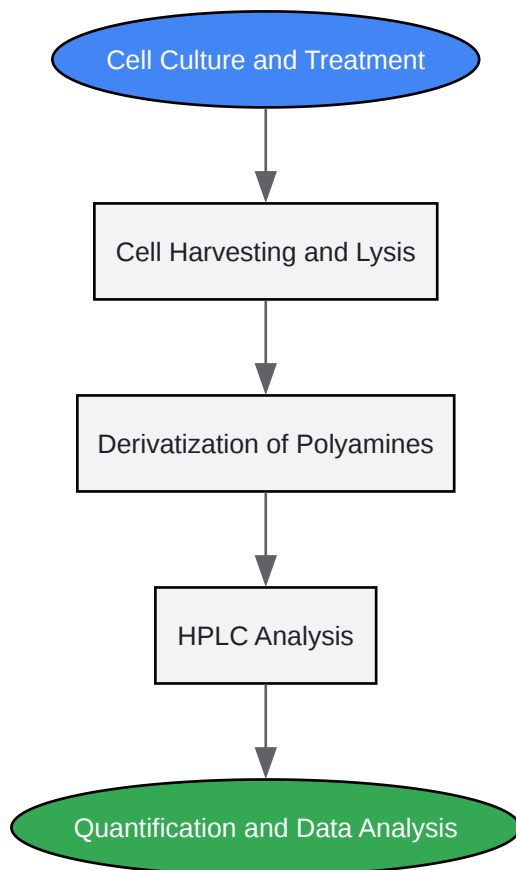 Cell Culture and Treatment
Cell Harvesting and Lysis
Derivatization of Polyamines
HPLC Analysis
Quantification and Data Analysis